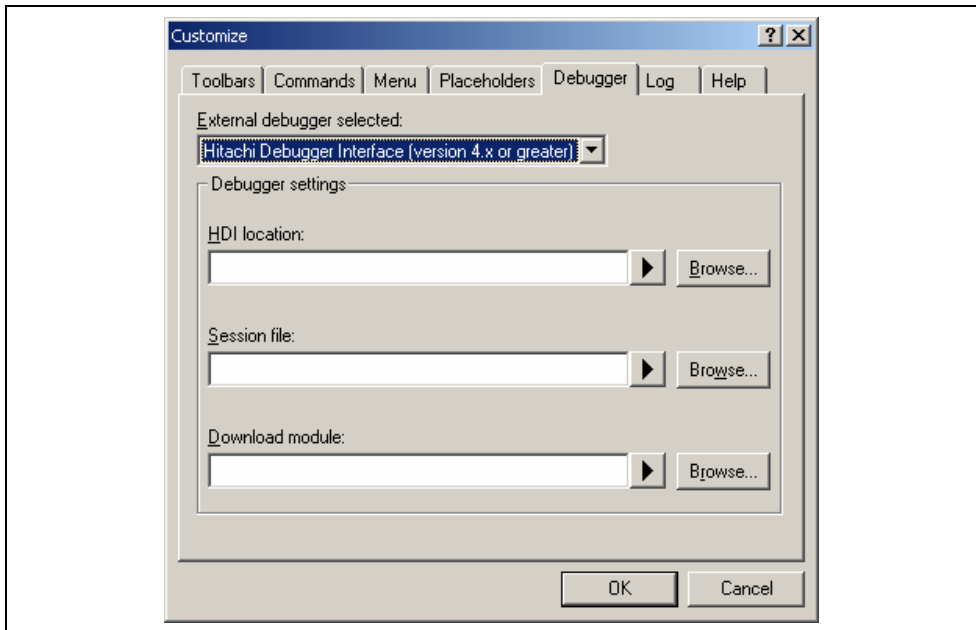 Customize
Toolbars Commands Menu Placeholders Debugger Log Help
External debugger selected:
Hitachi Debugger Interface (version 4.x or greater)
Debugger settings
HDI location:
Browse...
Session file:
Browse...
Download module:
Browse...
OK Cancel